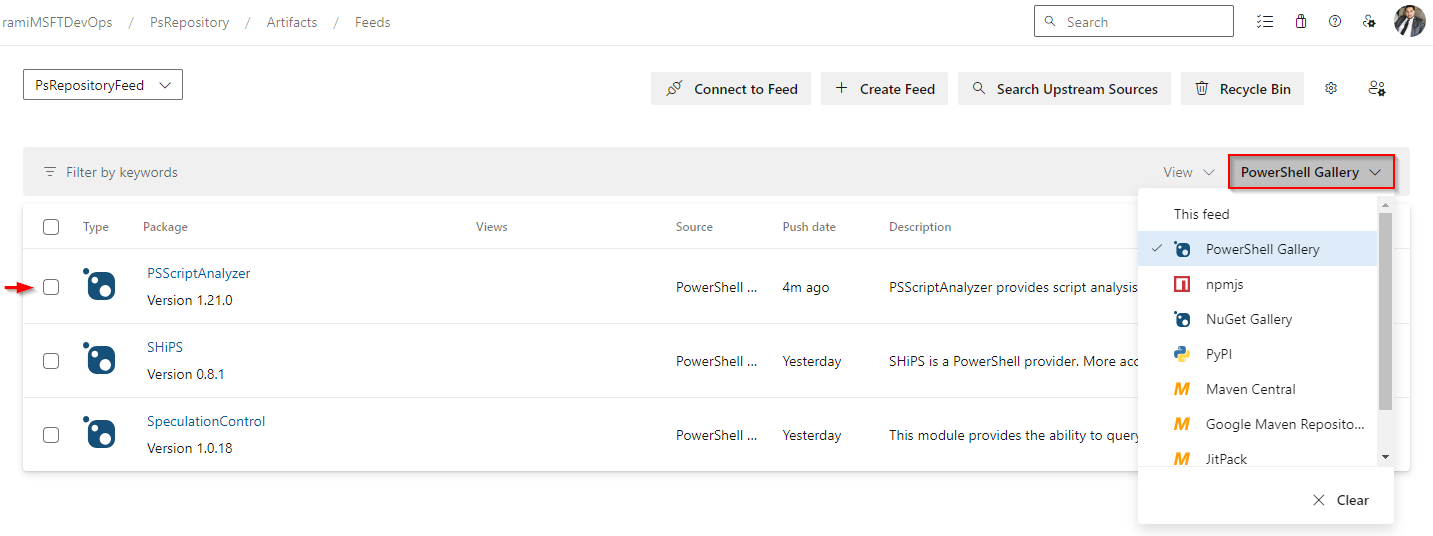 ramiMSFTDevOps / PsRepository / Artifacts / Feeds
Search
PsRepositoryFeed
Connect to Feed
Create Feed
Search Upstream Sources
Recycle Bin
Filter by keywords
View
PowerShell Gallery
Type Package Views Source Push date Description
PSScriptAnalyzer
Version 1.21.0
PowerShell ...
4m ago
PSScriptAnalyzer provides script analysis
SHiPS
Version 0.8.1
PowerShell ...
Yesterday
SHiPS is a PowerShell provider. More acc
SpeculationControl
Version 1.0.18
PowerShell ...
Yesterday
This module provides the ability to query
This feed
PowerShell Gallery
npmjs
NuGet Gallery
PyPI
Maven Central
Google Maven Reposito...
JitPack
Clear